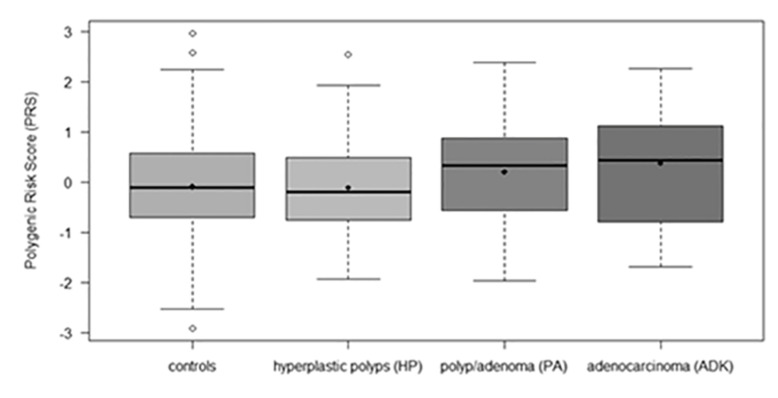 Polygenic Risk Score (PRS)
3
2
1
0
-1
-2
-3
controls
hyperplastic polyps (HP)
polyp/adenoma (PA)
adenocarcinoma (ADK)